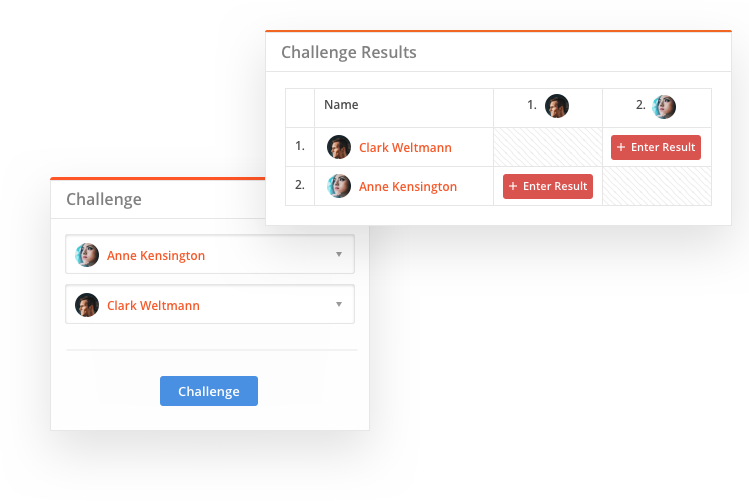 Challenge Results
Name 1. 2.
1. Clark Weltmann + Enter Result
2. Anne Kensington + Enter Result
Challenge
Anne Kensington
Clark Weltmann
Challenge